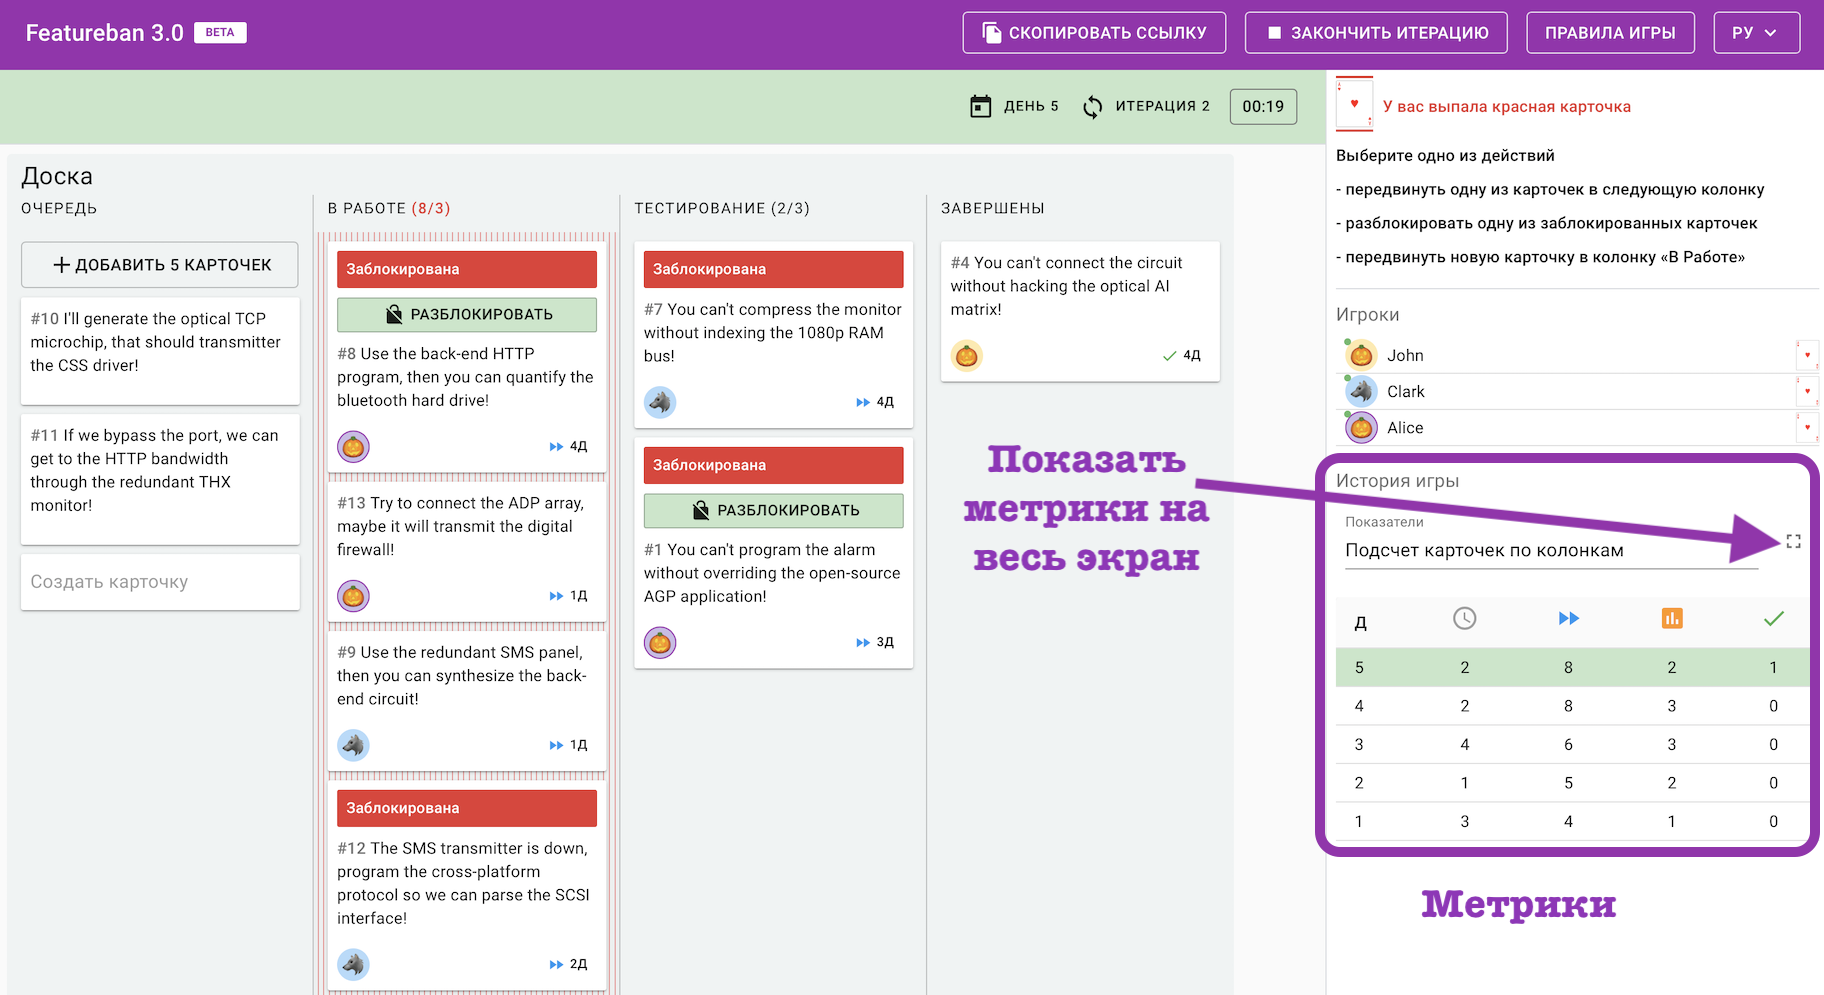 Featureban 3.0 BETA
СКОПИРОВАТЬ ССЫЛКУ
ЗАКОНЧИТЬ ИТЕРАЦИЮ
ПРАВИЛА ИГРЫ
РУ
ДЕНЬ 5
ИТЕРАЦИЯ 2
00:19
Доска
ОЧЕРЕДЬ
ДОБАВИТЬ 5 КАРТОЧЕК
#10 I'll generate the optical TCP
microchip, that should transmitter
the CSS driver!
#11 If we bypass the port, we can
get to the HTTP bandwidth
through the redundant THX
monitor!
Создать карточку
В РАБОТЕ (8/3)
Заблокирована
РАЗБЛОКИРОВАТЬ
#8 Use the back-end HTTP
program, then you can quantify the
bluetooth hard drive!
4Д
#13 Try to connect the ADP array,
maybe it will transmit the digital
firewall!
1Д
#9 Use the redundant SMS panel,
then you can synthesize the back-
end circuit!
1Д
Заблокирована
#12 The SMS transmitter is down,
program the cross-platform
protocol so we can parse the SCSI
interface!
2Д
ТЕСТИРОВАНИЕ (2/3)
Заблокирована
#7 You can't compress the monitor
without indexing the 1080p RAM
bus!
4Д
Заблокирована
РАЗБЛОКИРОВАТЬ
#1 You can't program the alarm
without overriding the open-source
AGP application!
3Д
ЗАВЕРШЕНЫ
#4 You can't connect the circuit
without hacking the optical AI
matrix!
4Д
Показать
метрики на
весь экран
У вас выпала красная карточка
Выберите одно из действий
- передвинуть одну из карточек в следующую колонку
- разблокировать одну из заблокированных карточек
- передвинуть новую карточку в колонку «В Работе»
Игроки
John
Clark
Alice
История игры
Показатели
Подсчет карточек по колонкам
Д
5 2 8 2 1
4 2 8 3 0
3 4 6 3 0
2 1 5 2 0
1 3 4 1 0
Метрики